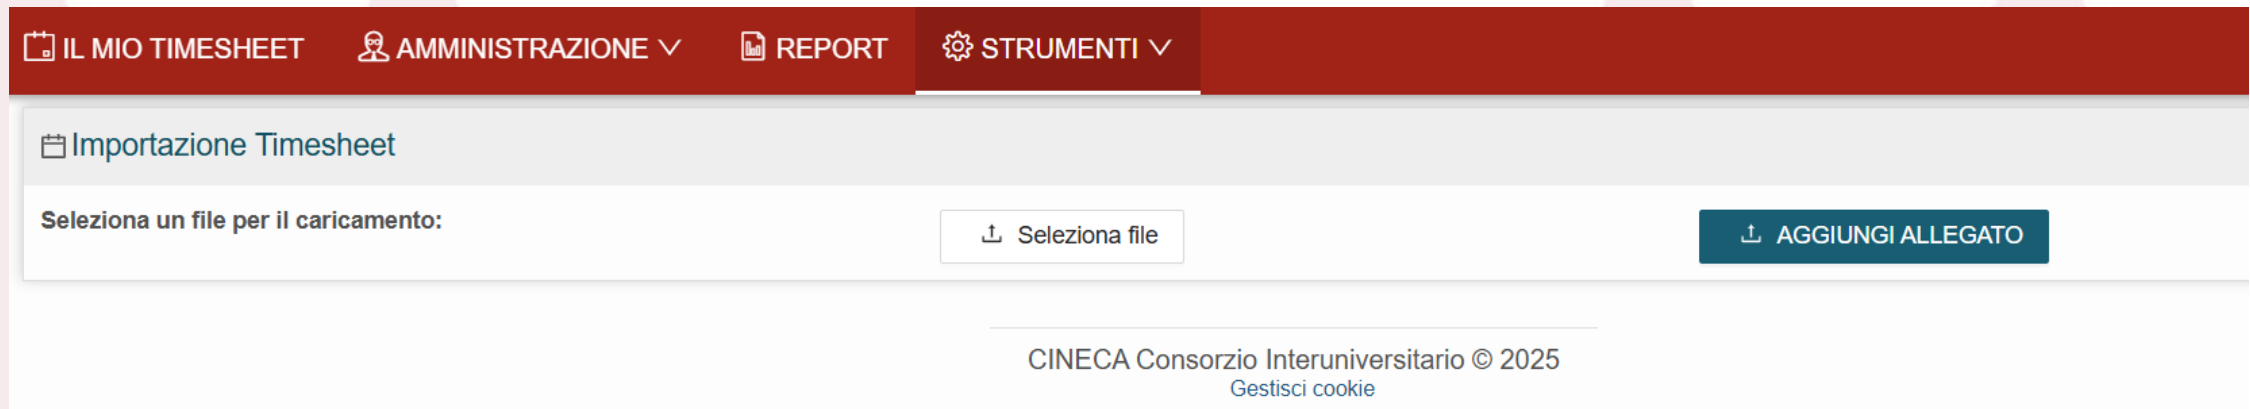 IL MIO TIMESHEET AMMINISTRAZIONE REPORT STRUMENTI
Importazione Timesheet
Seleziona un file per il caricamento: Seleziona file AGGIUNGI ALLEGATO
CINECA Consorzio Interuniversitario © 2025
Gestisci cookie